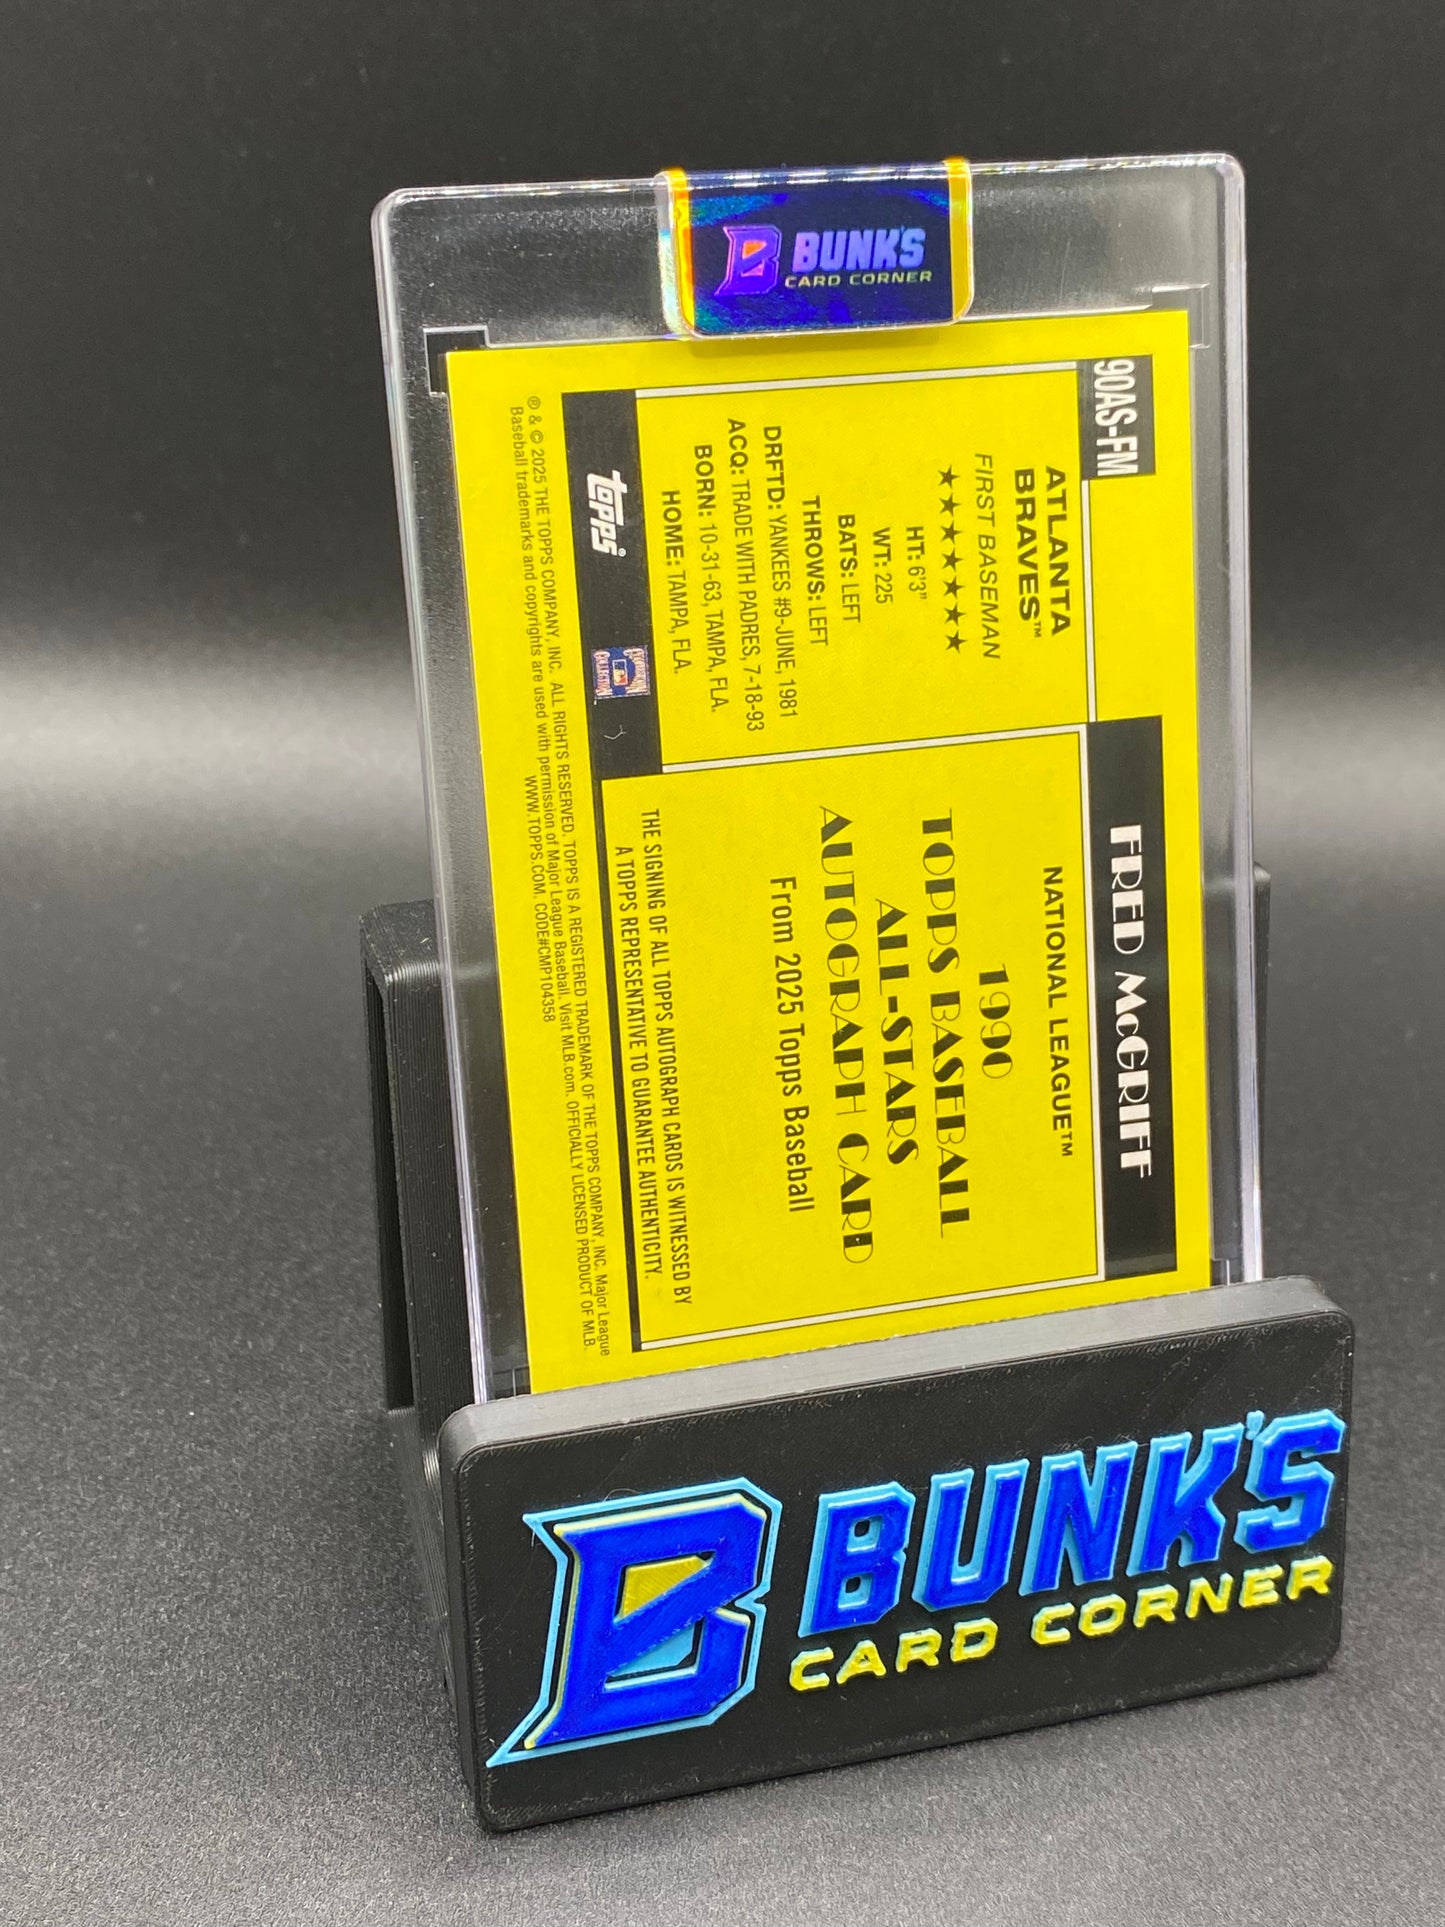 BUNK'S
CARD CORNER
90AS-FM
ATLANTA
BRAVES™
FIRST BASEMAN
★★★★★★★
HT: 6'3"
WT: 225
BATS: LEFT
THROWS: LEFT
DRFTD: YANKEES #9-JUNE, 1981
ACQ: TRADE WITH PADRES, 7-18-93
BORN: 10-31-63, TAMPA, FLA.
HOME: TAMPA, FLA.
topps®
COOPERSTOWN
COLLECTION
FRED McGRIFF
NATIONAL LEAGUE™
1990
TOPPS BASEBALL
ALL-STARS
AUTOGRAPH CARD
From 2025 Topps Baseball
THE SIGNING OF ALL TOPPS AUTOGRAPH CARDS IS WITNESSED BY
A TOPPS REPRESENTATIVE TO GUARANTEE AUTHENTICITY.
® & © 2025 THE TOPPS COMPANY, INC. ALL RIGHTS RESERVED. TOPPS IS A REGISTERED TRADEMARK OF THE TOPPS COMPANY, INC. Major League
Baseball trademarks and copyrights are used with permission of Major League Baseball. Visit MLB.com. OFFICIALLY LICENSED PRODUCT OF MLB.
WWW.TOPPS.COM. CODE#CMP104358
B BUNK'S
CARD CORNER